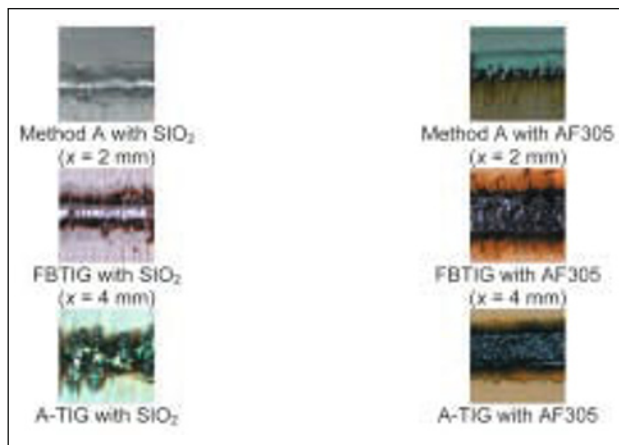 Method A with SIO₂
(x = 2 mm)
Method A with AF305
(x = 2 mm)
FBTIG with SIO₂
(x = 4 mm)
FBTIG with AF305
(x = 4 mm)
A-TIG with SIO₂
A-TIG with AF305